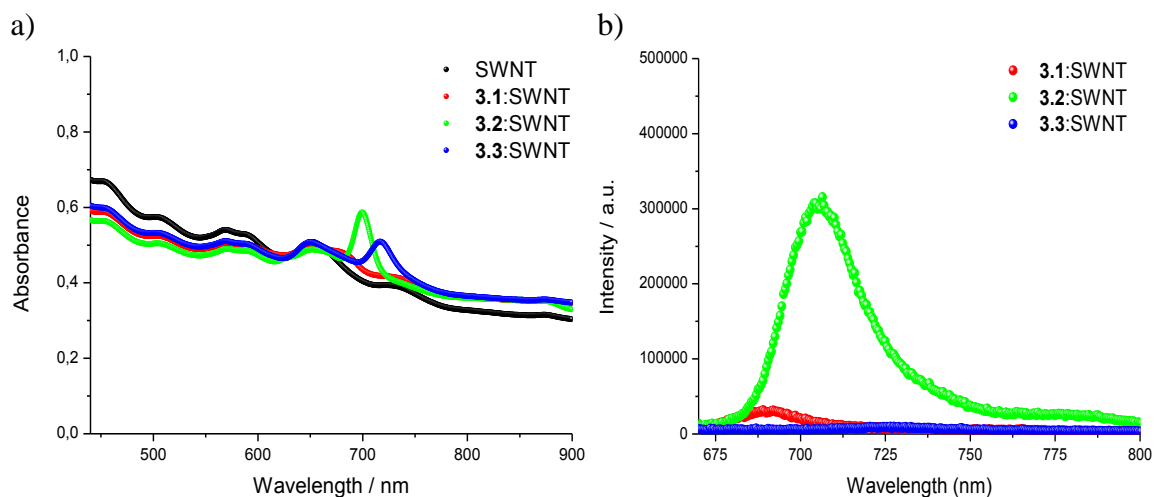 a)
1,0
0,8
0,6
0,4
0,2
0,0
Absorbance
500 600 700 800 900
Wavelength / nm
SWNT
3.1:SWNT
3.2:SWNT
3.3:SWNT
b)
500000
400000
300000
200000
100000
0
Intensity / a.u.
675 700 725 750 775 800
Wavelength (nm)
3.1:SWNT
3.2:SWNT
3.3:SWNT